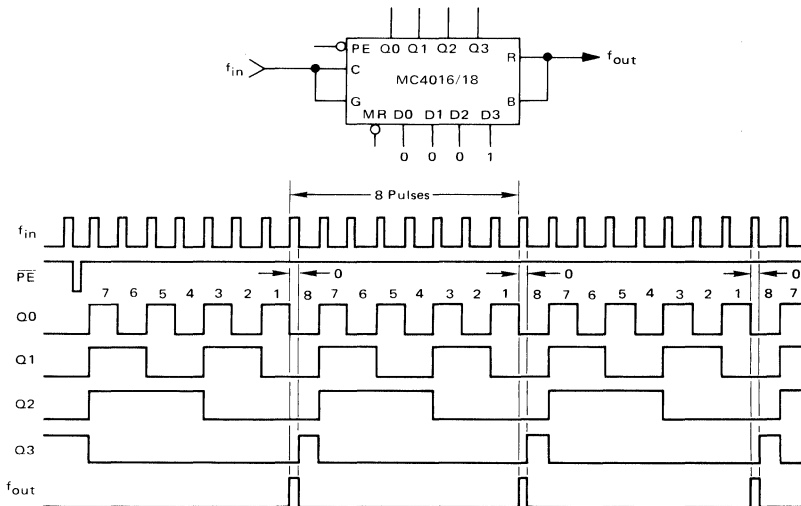 PE Q0 Q1 Q2 Q3
fin C R fout
MC4016/18
G B
MR D0 D1 D2 D3
0 0 0 1
8 Pulses
fin
PE 0 0 0
7 6 5 4 3 2 1 8 7 6 5 4 3 2 1 8 7 6 5 4 3 2 1 8 7
Q0
Q1
Q2
Q3
fout